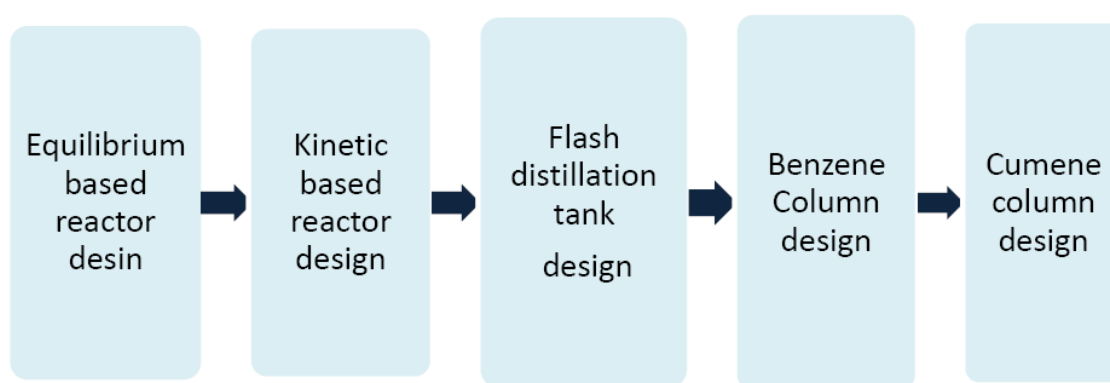 Equilibrium
based
reactor
desin
Kinetic
based
reactor
design
Flash
distillation
tank
design
Benzene
Column
design
Cumene
column
design